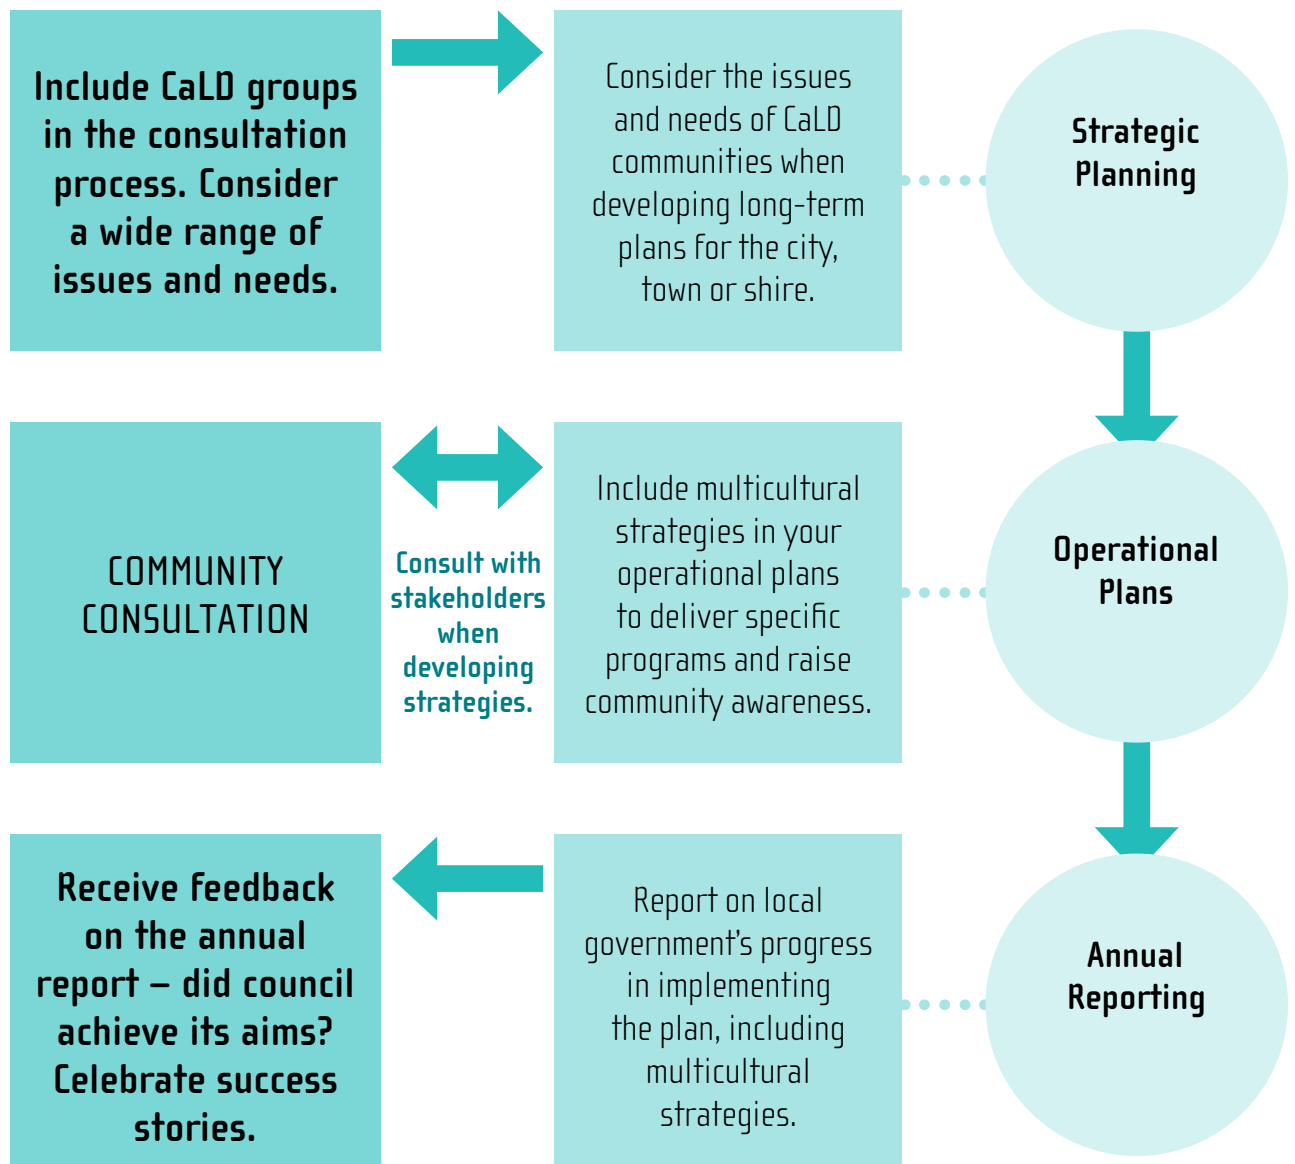 Include CaLD groups
in the consultation
process. Consider
a wide range of
issues and needs.
Consider the issues
and needs of CaLD
communities when
developing long-term
plans for the city,
town or shire.
Strategic
Planning
COMMUNITY
CONSULTATION
Consult with
stakeholders
when
developing
strategies.
Include multicultural
strategies in your
operational plans
to deliver specific
programs and raise
community awareness.
Operational
Plans
Receive feedback
on the annual
report – did council
achieve its aims?
Celebrate success
stories.
Report on local
government’s progress
in implementing
the plan, including
multicultural
strategies.
Annual
Reporting